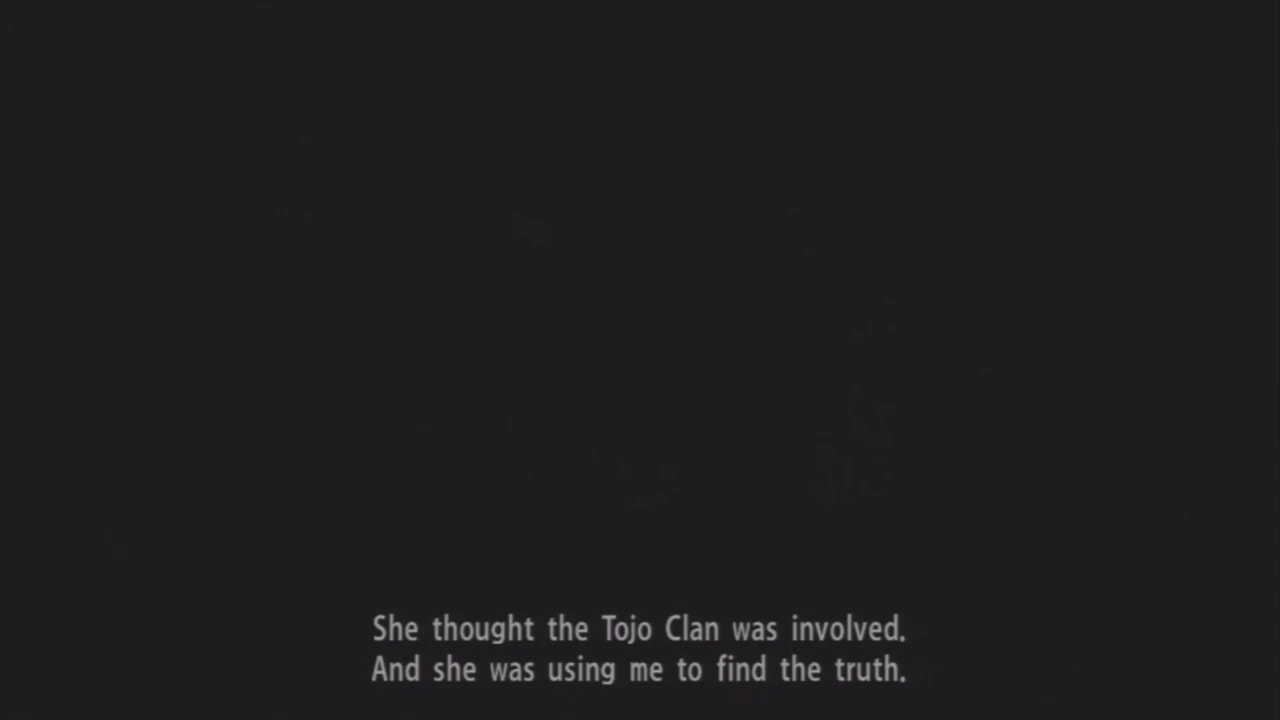 She thought the Tojo Clan was involved.
And she was using me to find the truth.